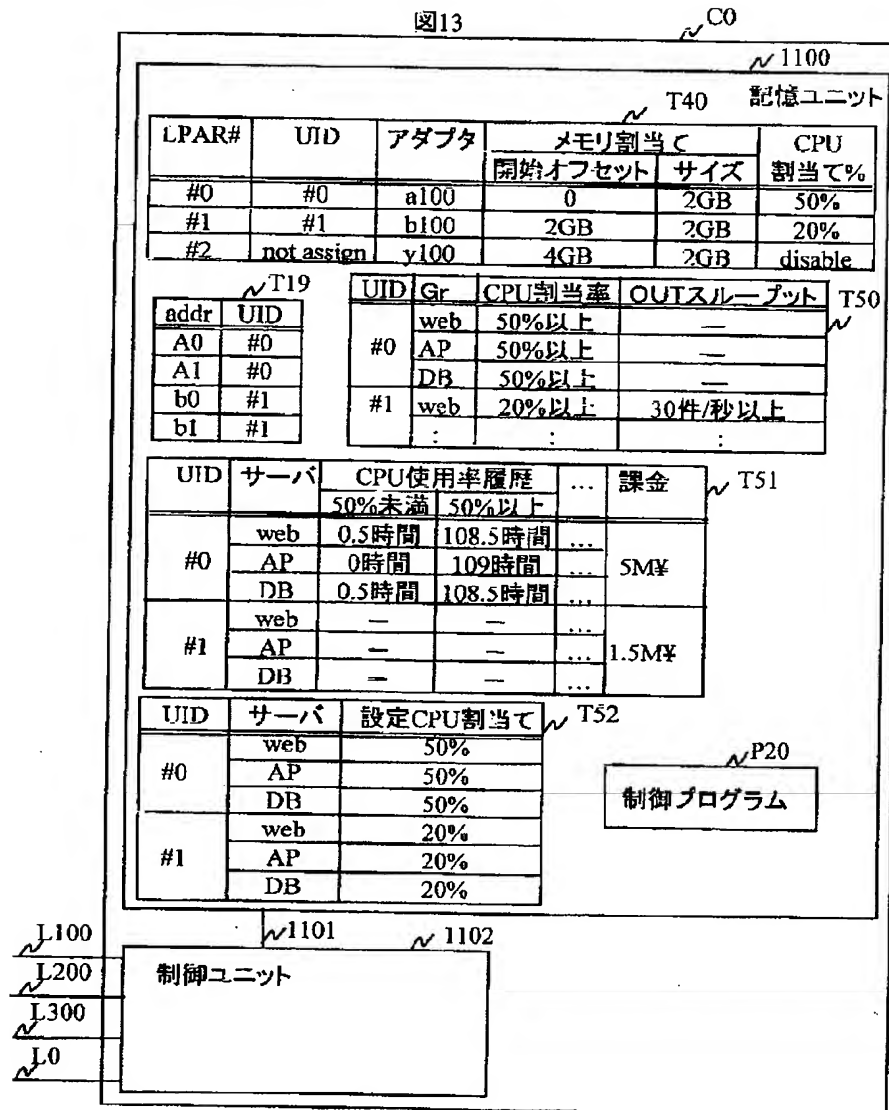 図13
C0
1100
T40 記憶ユニット
LPAR# UID アダプタ メモリ割当て CPU割当て%
開始オフセット サイズ
#0 #0 a100 0 2GB 50%
#1 #1 b100 2GB 2GB 20%
#2 not assign y100 4GB 2GB disable
T19
addr UID
A0 #0
A1 #0
b0 #1
b1 #1
T50
UID Gr CPU割当率 OUTスループット
#0 web 50%以上 —
AP 50%以上 —
DB 50%以上 —
#1 web 20%以上 30件/秒以上
: : :
T51
UID サーバ CPU使用率履歴 … 課金
50%未満 50%以上
#0 web 0.5時間 108.5時間 … 5M¥
AP 0時間 109時間 …
DB 0.5時間 108.5時間 …
#1 web — — … 1.5M¥
AP — — …
DB — — …
T52
UID サーバ 設定CPU割当て
#0 web 50%
AP 50%
DB 50%
#1 web 20%
AP 20%
DB 20%
P20
制御プログラム
1101
1102
制御ユニット
L100
L200
L300
L0